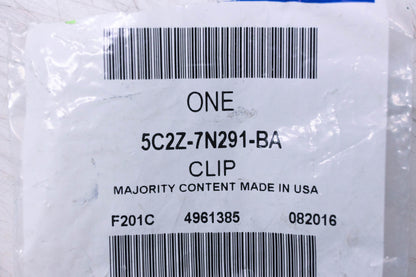 ONE
5C2Z-7N291-BA
CLIP
MAJORITY CONTENT MADE IN USA
F201C 4961385 082016